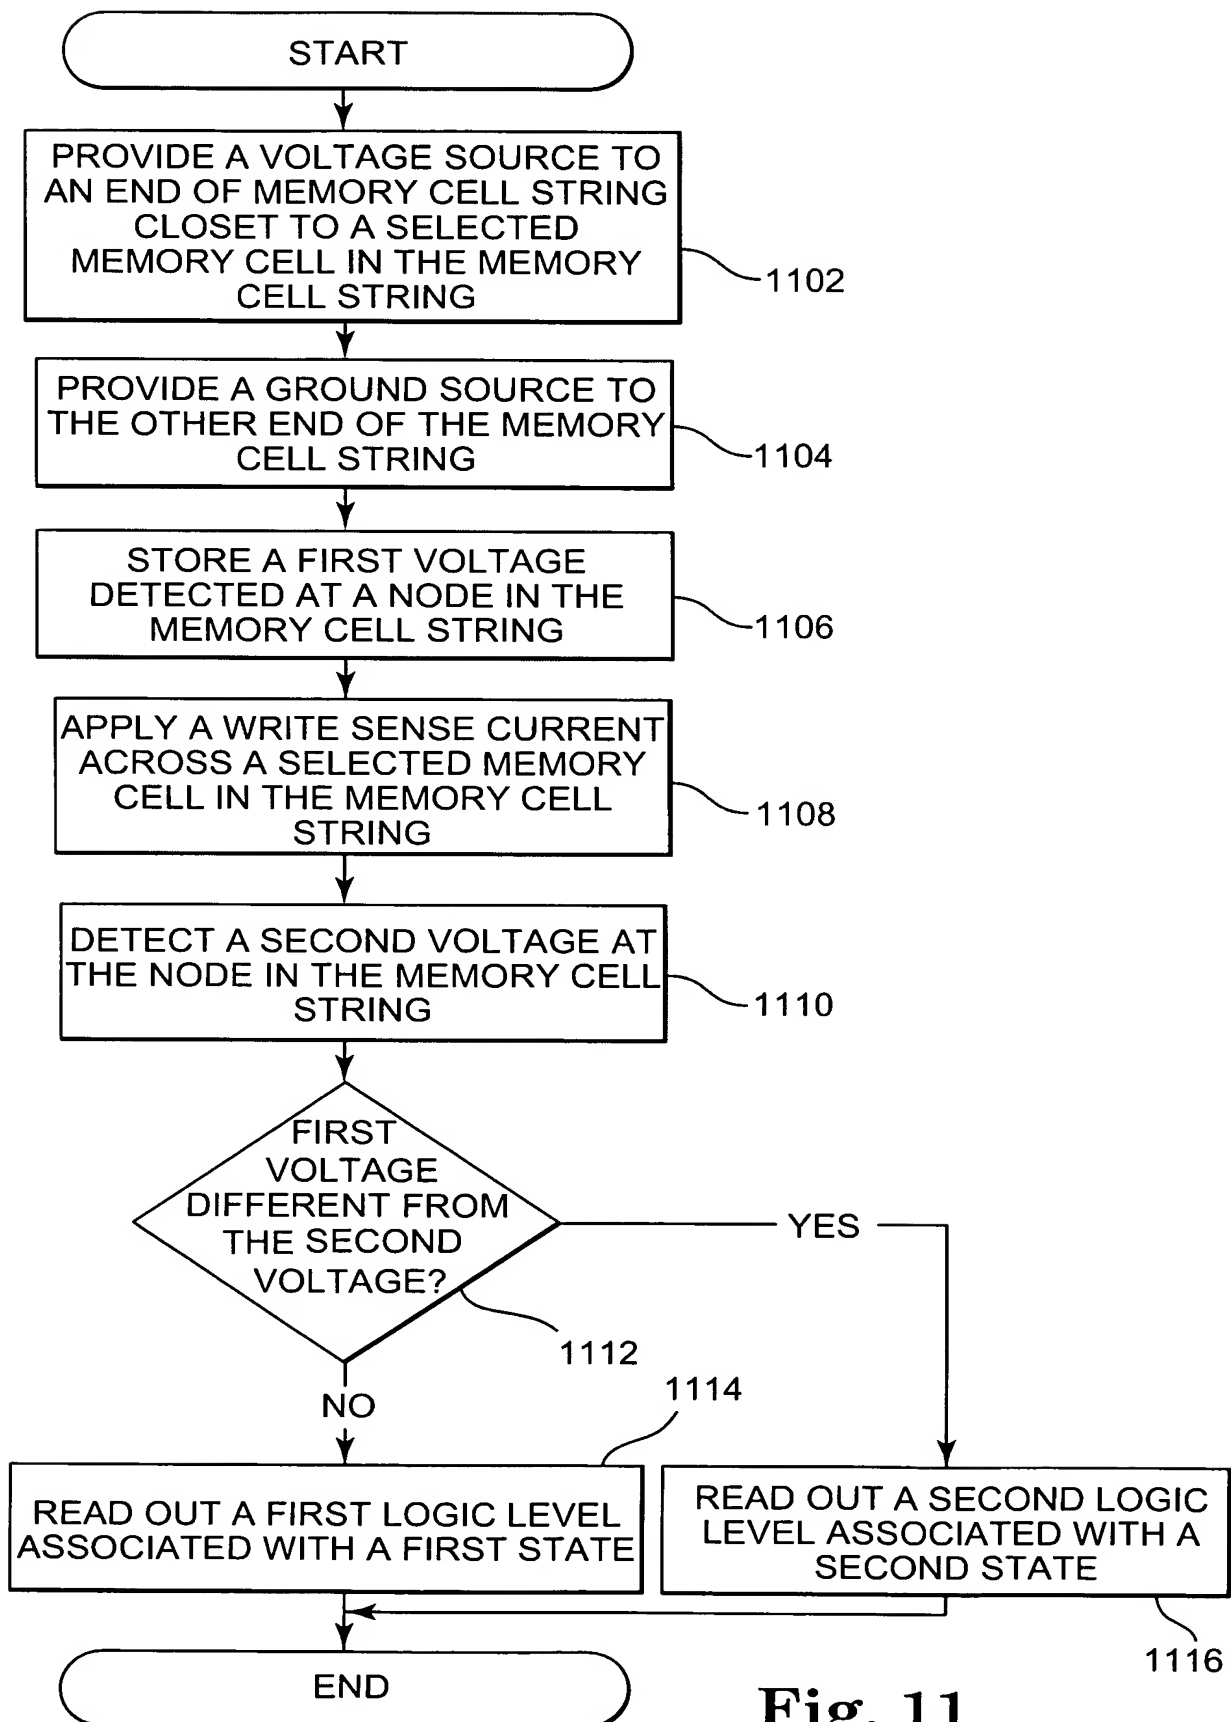 START
PROVIDE A VOLTAGE SOURCE TO
AN END OF MEMORY CELL STRING
CLOSET TO A SELECTED
MEMORY CELL IN THE MEMORY
CELL STRING
1102
PROVIDE A GROUND SOURCE TO
THE OTHER END OF THE MEMORY
CELL STRING
1104
STORE A FIRST VOLTAGE
DETECTED AT A NODE IN THE
MEMORY CELL STRING
1106
APPLY A WRITE SENSE CURRENT
ACROSS A SELECTED MEMORY
CELL IN THE MEMORY CELL
STRING
1108
DETECT A SECOND VOLTAGE AT
THE NODE IN THE MEMORY CELL
STRING
1110
FIRST
VOLTAGE
DIFFERENT FROM
THE SECOND
VOLTAGE?
YES
1112
NO
1114
READ OUT A FIRST LOGIC LEVEL
ASSOCIATED WITH A FIRST STATE
READ OUT A SECOND LOGIC
LEVEL ASSOCIATED WITH A
SECOND STATE
1116
END
Fig. 11